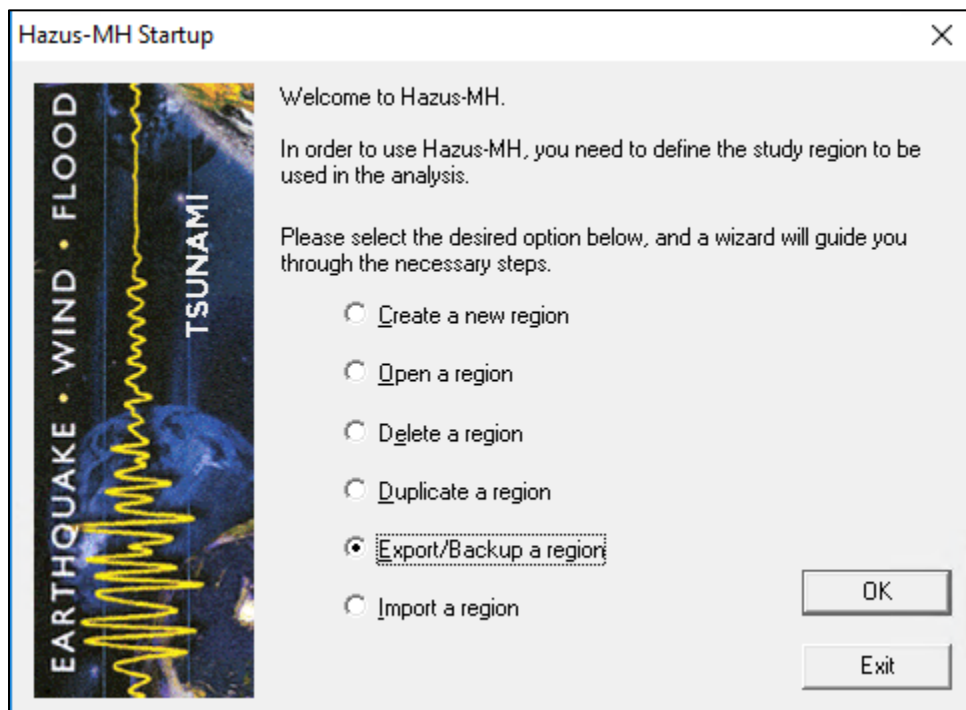 Hazus-MH Startup
EARTHQUAKE • WIND • FLOOD
TSUNAMI
Welcome to Hazus-MH.
In order to use Hazus-MH, you need to define the study region to be
used in the analysis.
Please select the desired option below, and a wizard will guide you
through the necessary steps.
Create a new region
Open a region
Delete a region
Duplicate a region
Export/Backup a region
Import a region
OK
Exit